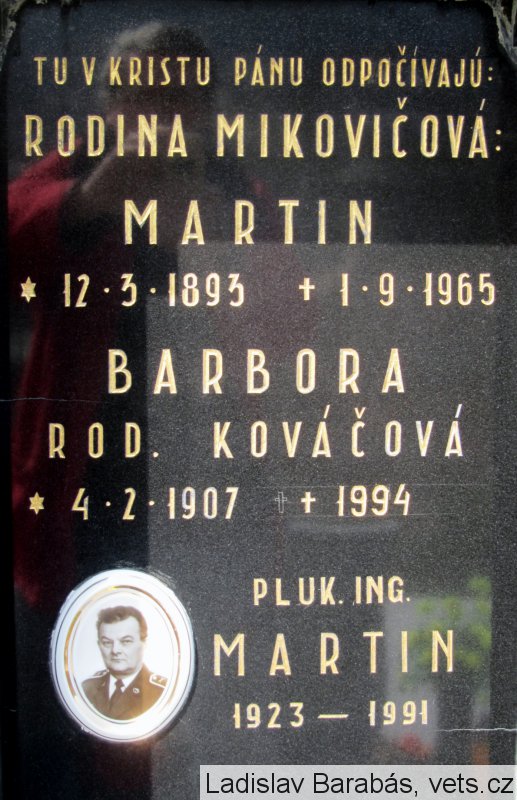 TU V KRISTU PÁNU ODPOČÍVAJÚ:
RODINA MIKOVIČOVÁ:
MARTIN
* 12·3·1893 + 1·9·1965
BARBORA
ROD. KOVÁČOVÁ
* 4·2·1907 ✝ + 1994
PLUK. ING.
MARTIN
1923 — 1991
Ladislav Barabás, vets.cz